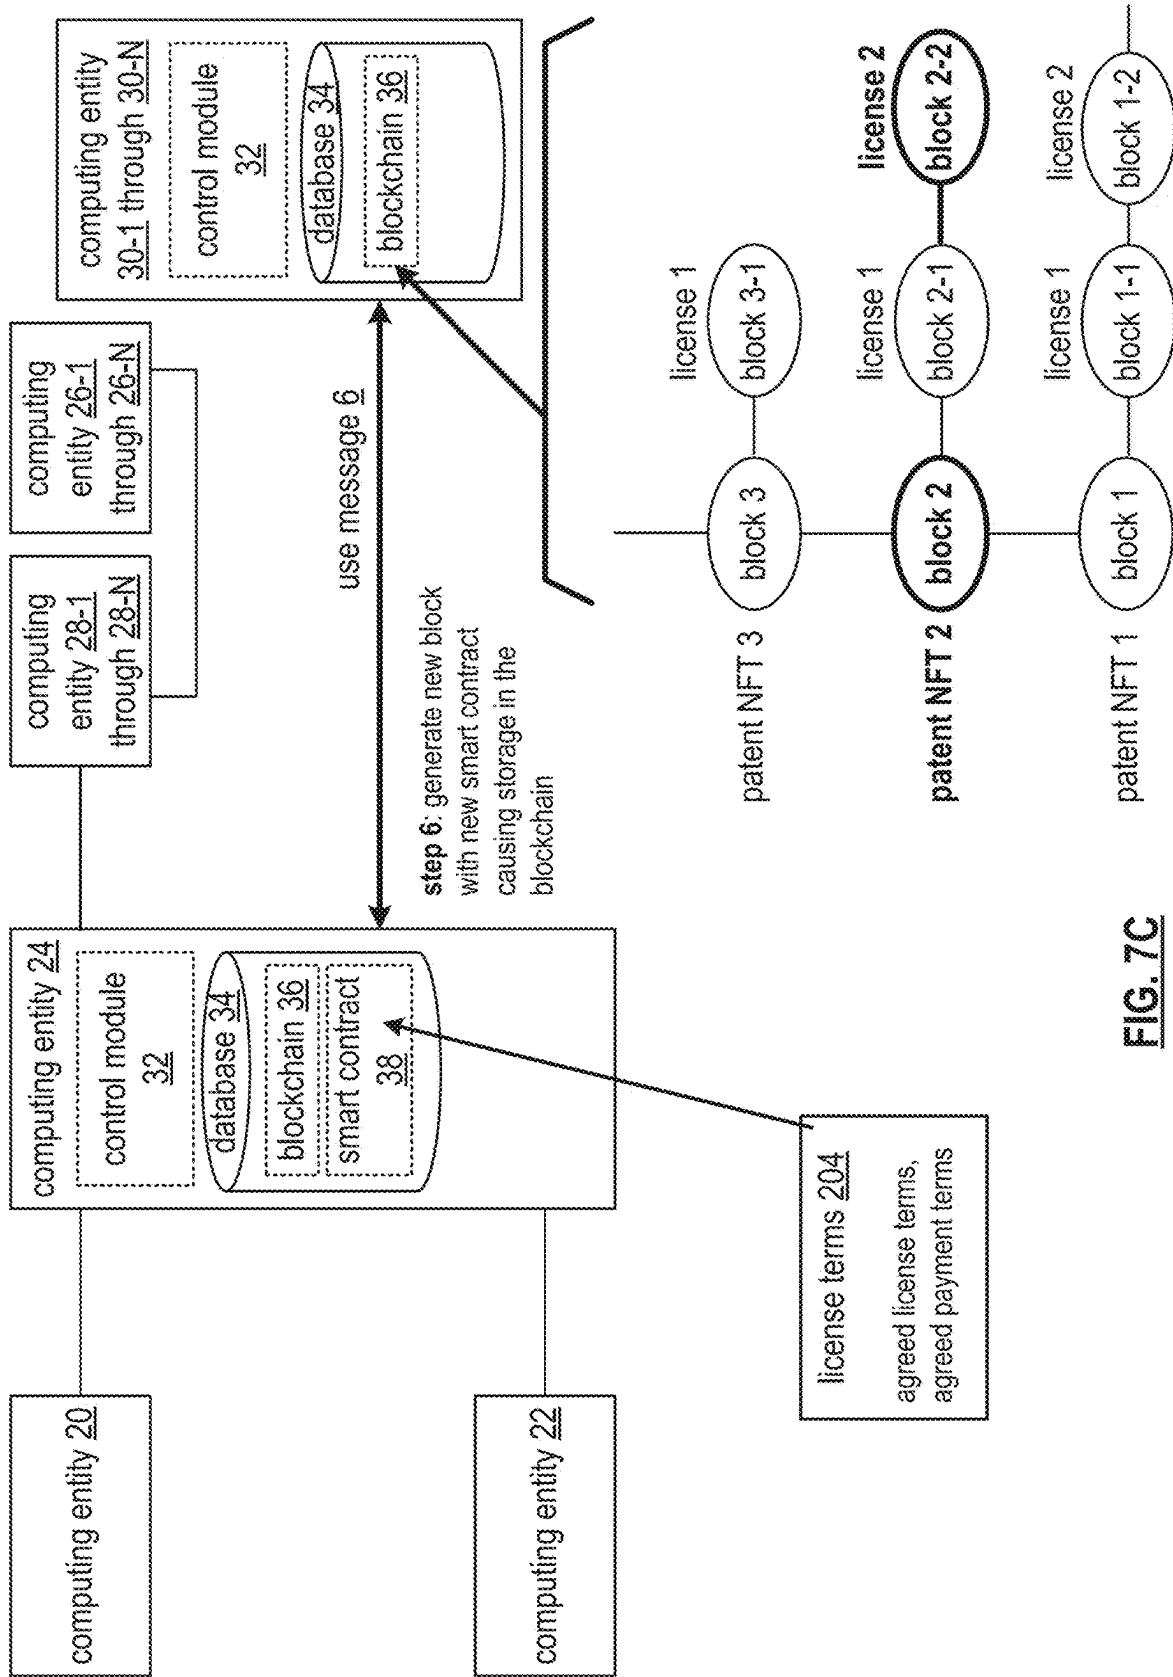 computing entity 20
computing entity 22
computing entity 24
control module
32
database 34
blockchain 36
smart contract
38
license terms 204
agreed license terms,
agreed payment terms
computing
entity 28-1
through 28-N
computing
entity 26-1
through 26-N
use message 6
step 6: generate new block
with new smart contract
causing storage in the
blockchain
computing entity
30-1 through 30-N
control module
32
database 34
blockchain 36
license 1
patent NFT 3
block 3
block 3-1
license 1
license 2
patent NFT 2
block 2
block 2-1
block 2-2
license 1
license 2
patent NFT 1
block 1
block 1-1
block 1-2
FIG. 7C